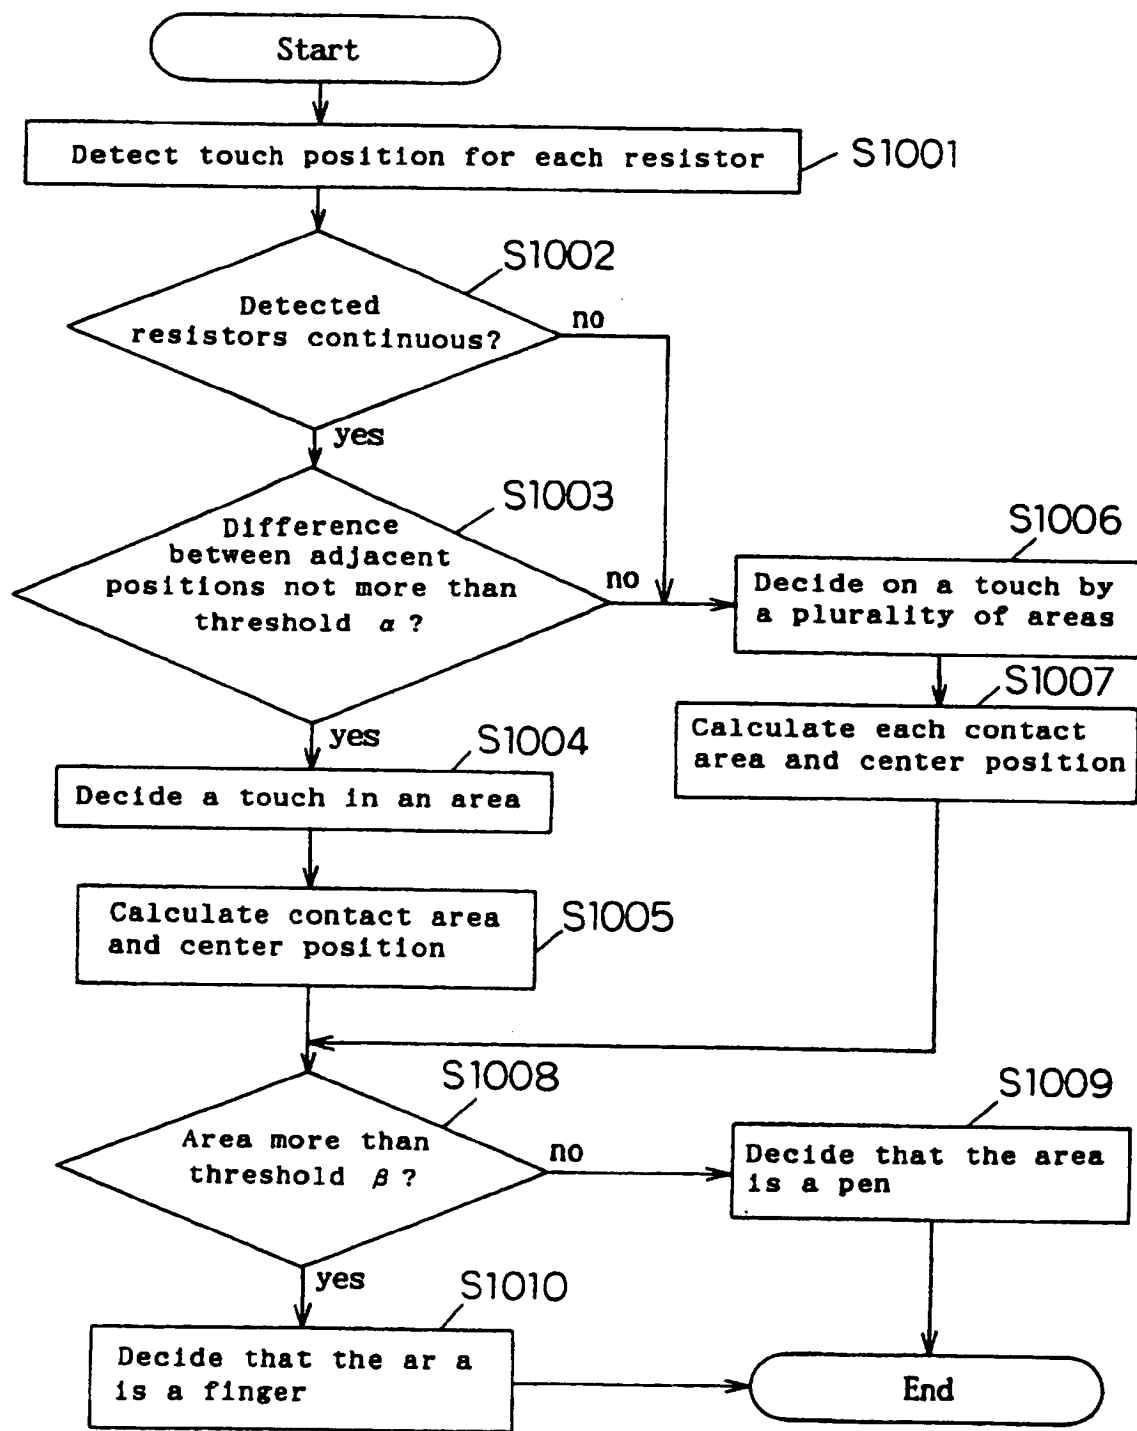 Start
Detect touch position for each resistor
S1001
S1002
Detected
resistors continuous?
no
yes
S1003
Difference
between adjacent
positions not more than
threshold α ?
no
yes
S1006
Decide on a touch by
a plurality of areas
S1007
Calculate each contact
area and center position
S1004
Decide a touch in an area
S1005
Calculate contact area
and center position
S1008
Area more than
threshold β ?
no
yes
S1009
Decide that the area
is a pen
S1010
Decide that the ar a
is a finger
End